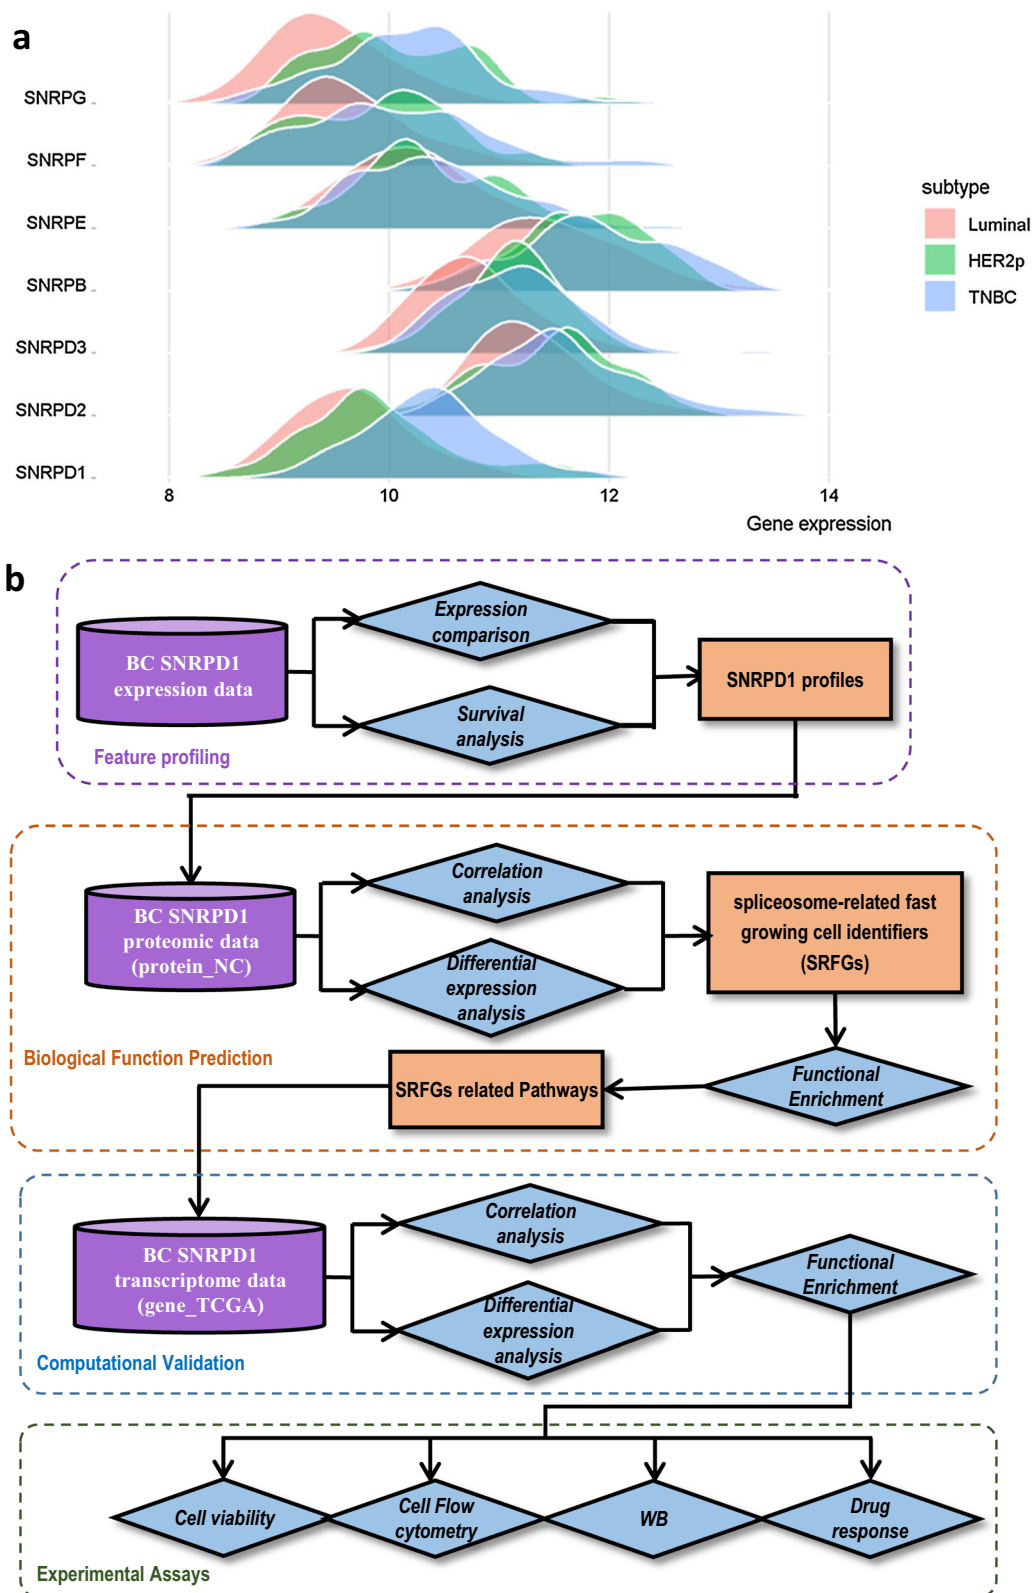 a
SNRPG
SNRPF
SNRPE
SNRPB
SNRPD3
SNRPD2
SNRPD1
8 10 12 14
Gene expression
subtype
Luminal
HER2p
TNBC
b
BC SNRPD1
expression data
Expression
comparison
Survival
analysis
SNRPD1 profiles
Feature profiling
BC SNRPD1
proteomic data
(protein_NC)
Correlation
analysis
Differential
expression
analysis
spliceosome-related fast
growing cell identifiers
(SRFGs)
Functional
Enrichment
SRFGs related Pathways
Biological Function Prediction
BC SNRPD1
transcriptome data
(gene_TCGA)
Correlation
analysis
Differential
expression
analysis
Functional
Enrichment
Computational Validation
Cell viability
Cell Flow
cytometry
WB
Drug
response
Experimental Assays